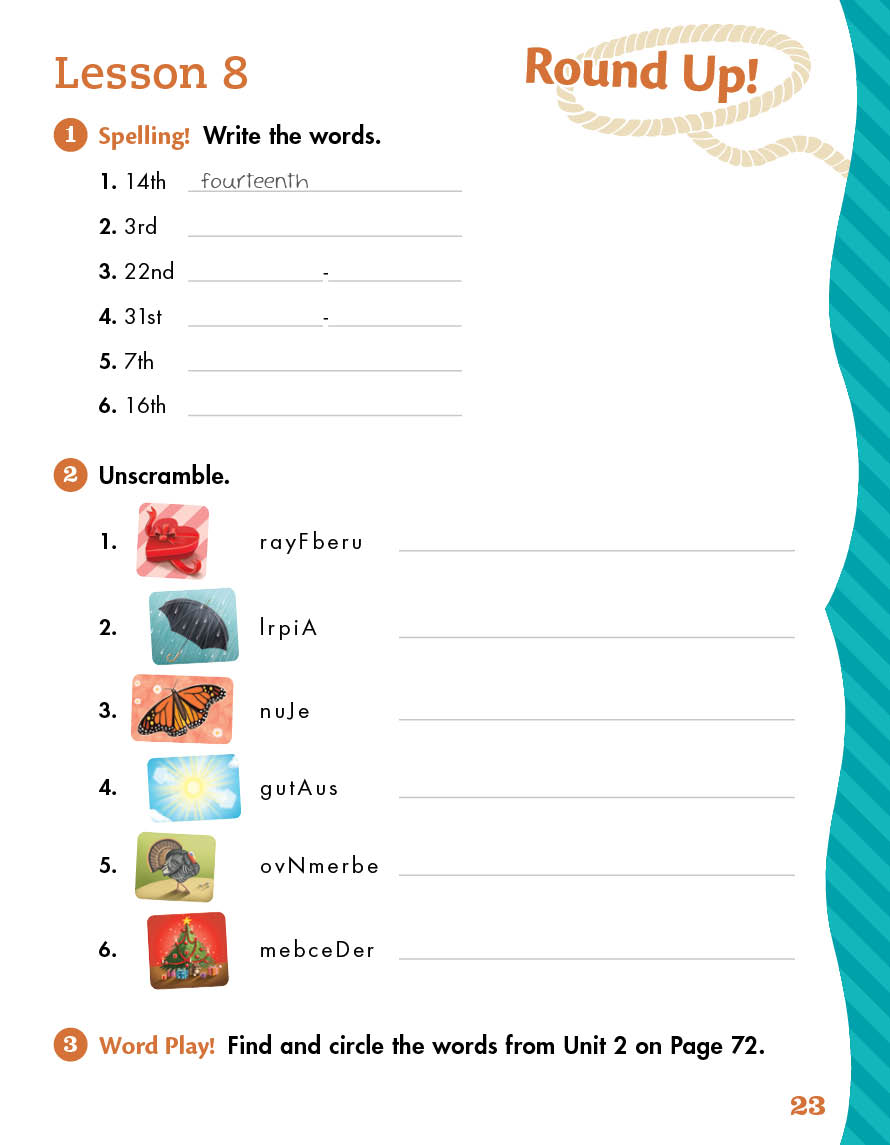 Lesson 8
Round Up!
1 Spelling! Write the words.
1. 14th fourteenth
2. 3rd
3. 22nd -
4. 31st -
5. 7th
6. 16th
2 Unscramble.
1. rayFberu
2. lrpiA
3. nuJe
4. gutAus
5. ovNmerbe
6. mebceDer
3 Word Play! Find and circle the words from Unit 2 on Page 72.
23